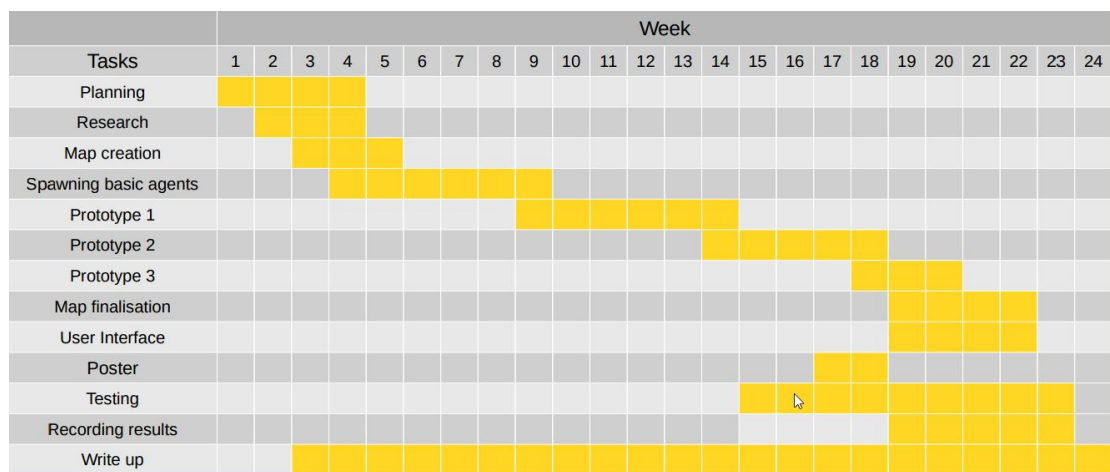 Week
Tasks 1 2 3 4 5 6 7 8 9 10 11 12 13 14 15 16 17 18 19 20 21 22 23 24
Planning
Research
Map creation
Spawning basic agents
Prototype 1
Prototype 2
Prototype 3
Map finalisation
User Interface
Poster
Testing
Recording results
Write up